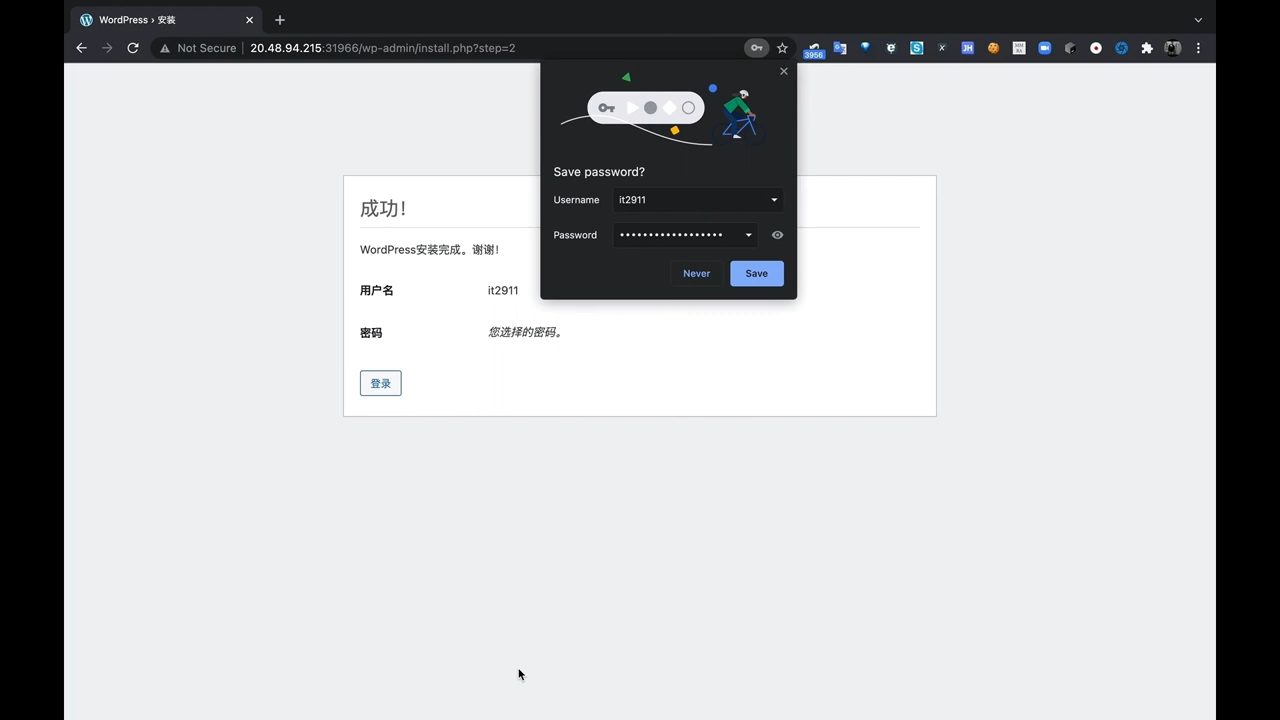 WordPress › 安装
Not Secure
20.48.94.215:31966/wp-admin/install.php?step=2
3956
JH
Save password?
Username
it2911
Password
••••••••••••••••••
Never
Save
成功！
WordPress安装完成。谢谢！
用户名
it2911
密码
您选择的密码。
登录